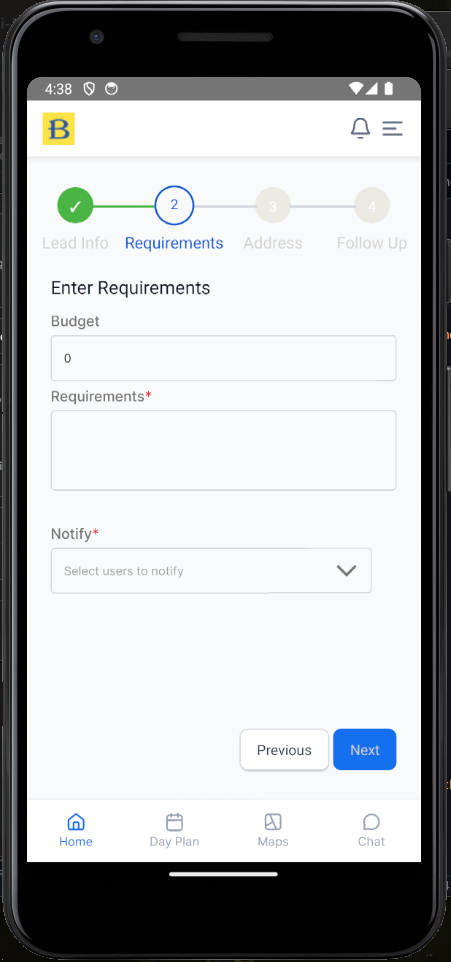 4:38
B
✓ 2 3 4
Lead Info Requirements Address Follow Up
Enter Requirements
Budget
0
Requirements*
Notify*
Select users to notify
Previous Next
Home Day Plan Maps Chat